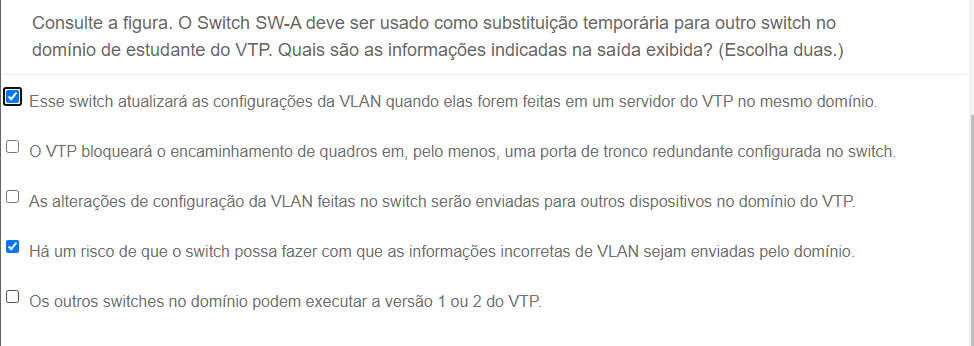 Consulte a figura. O Switch SW-A deve ser usado como substituição temporária para outro switch no
domínio de estudante do VTP. Quais são as informações indicadas na saída exibida? (Escolha duas.)
Esse switch atualizará as configurações da VLAN quando elas forem feitas em um servidor do VTP no mesmo domínio.
O VTP bloqueará o encaminhamento de quadros em, pelo menos, uma porta de tronco redundante configurada no switch.
As alterações de configuração da VLAN feitas no switch serão enviadas para outros dispositivos no domínio do VTP.
Há um risco de que o switch possa fazer com que as informações incorretas de VLAN sejam enviadas pelo domínio.
Os outros switches no domínio podem executar a versão 1 ou 2 do VTP.